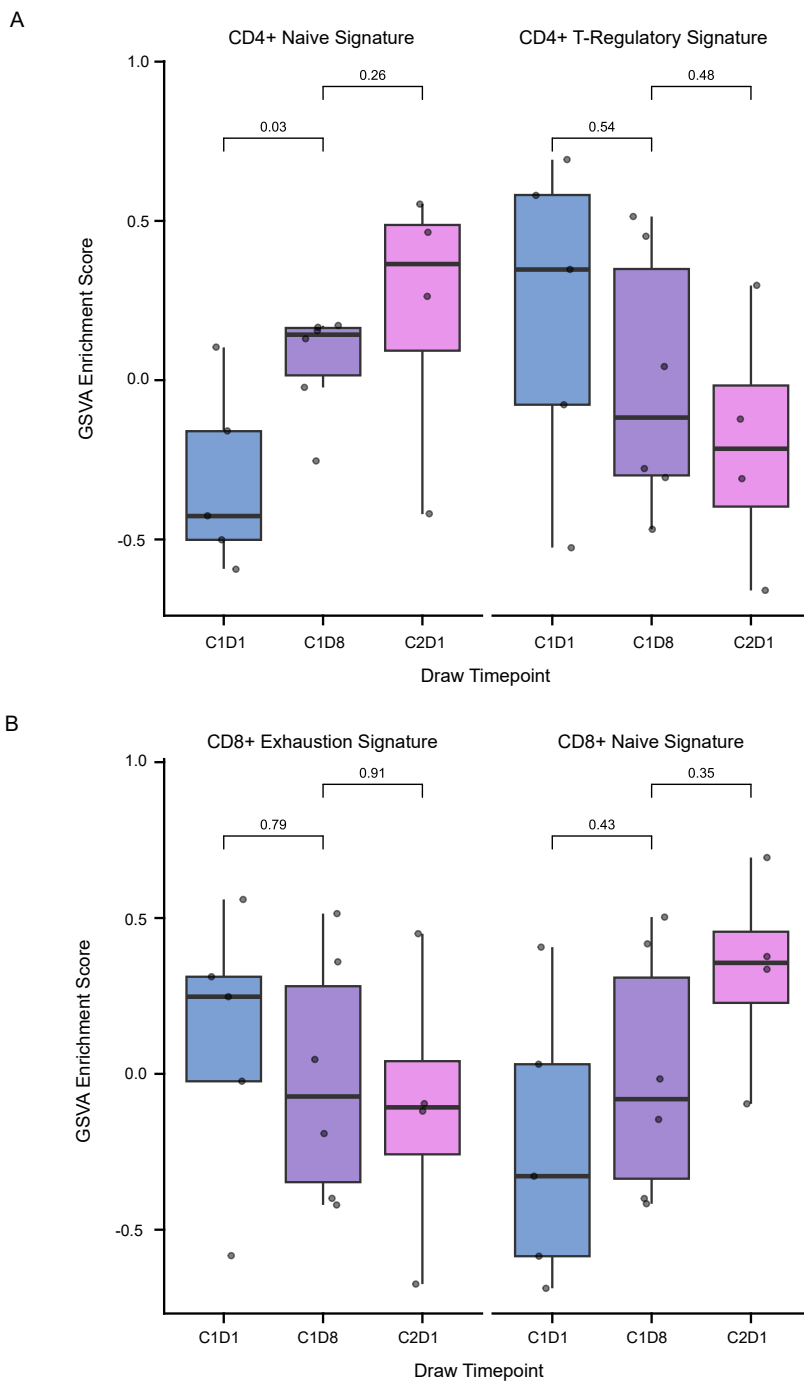 A
CD4+ Naive Signature
CD4+ T-Regulatory Signature
1.0
0.5
0.0
-0.5
GSVA Enrichment Score
0.03
0.26
0.54
0.48
C1D1
C1D8
C2D1
C1D1
C1D8
C2D1
Draw Timepoint
B
CD8+ Exhaustion Signature
CD8+ Naive Signature
1.0
0.5
0.0
-0.5
GSVA Enrichment Score
0.79
0.91
0.43
0.35
C1D1
C1D8
C2D1
C1D1
C1D8
C2D1
Draw Timepoint